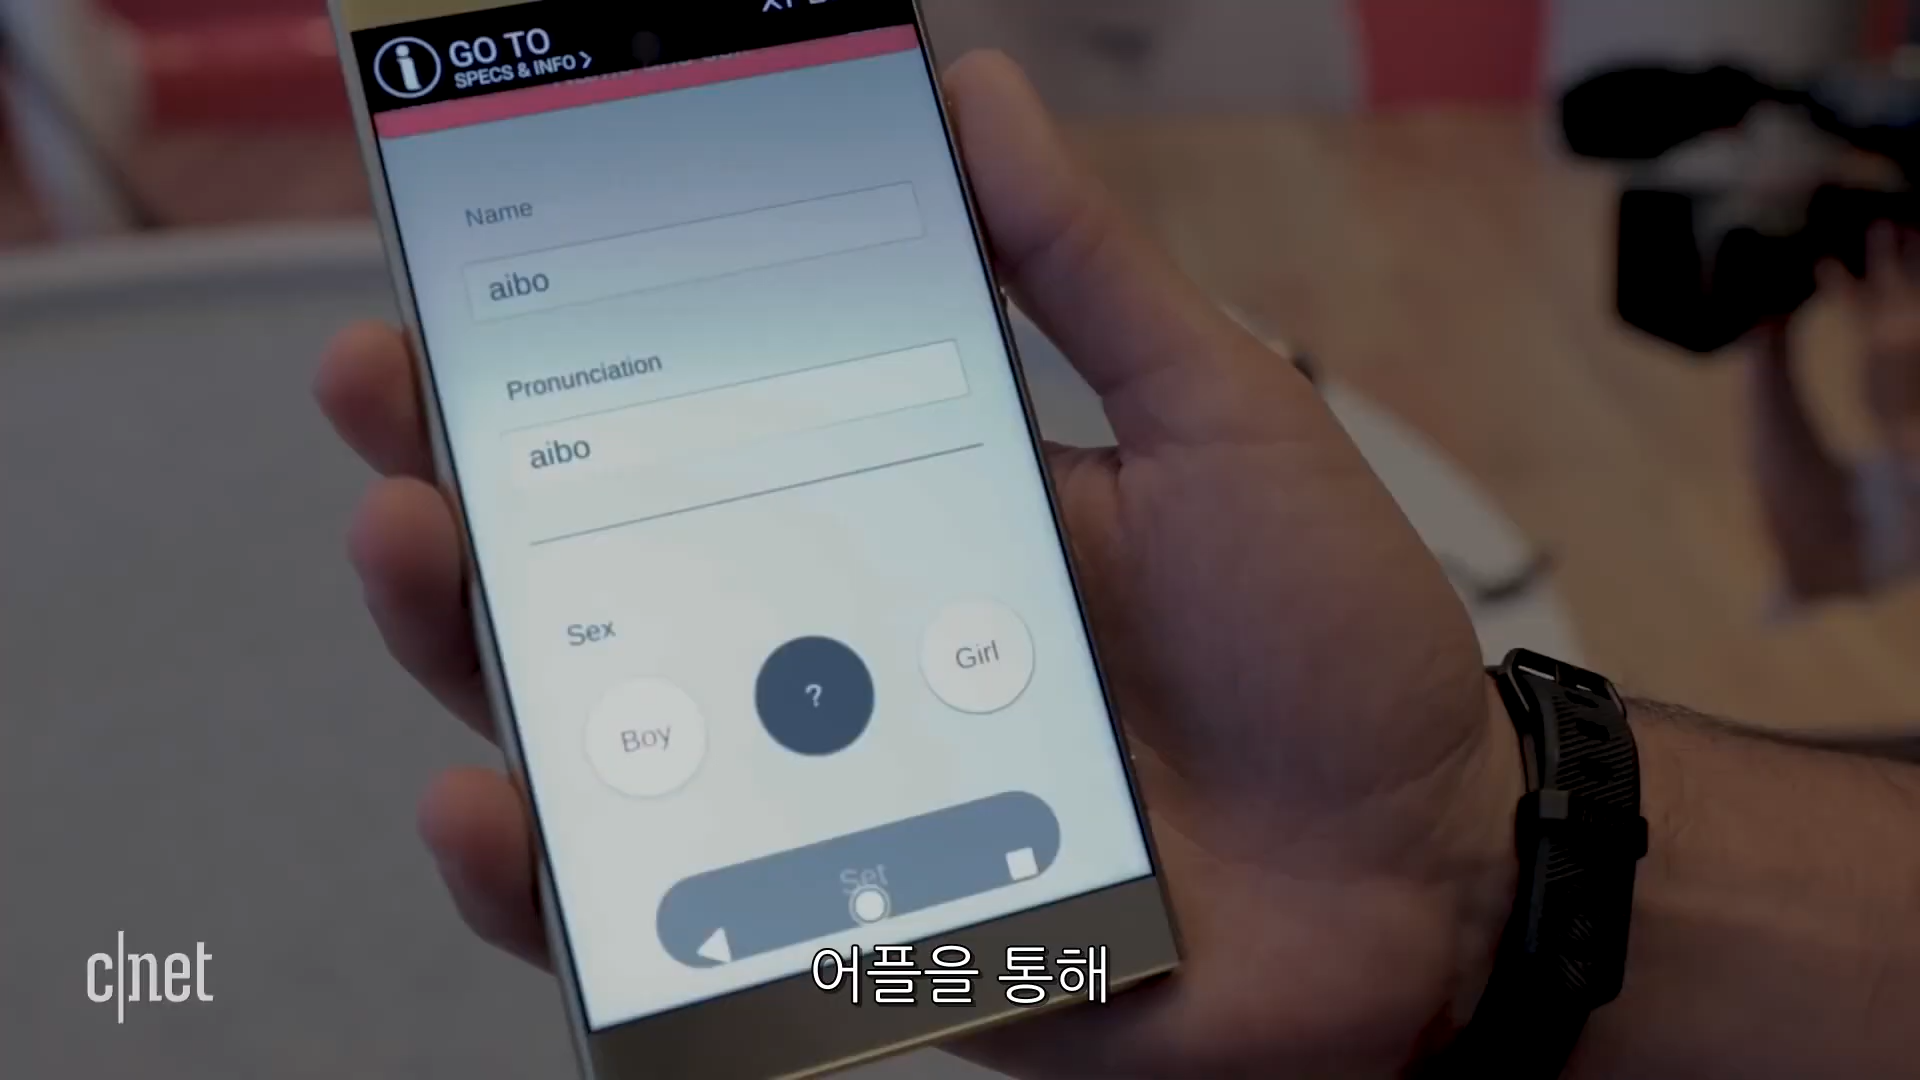 GO TO
SPECS & INFO >
Name
aibo
Pronunciation
aibo
Sex
Boy
?
Girl
Set
c|net
어플을 통해